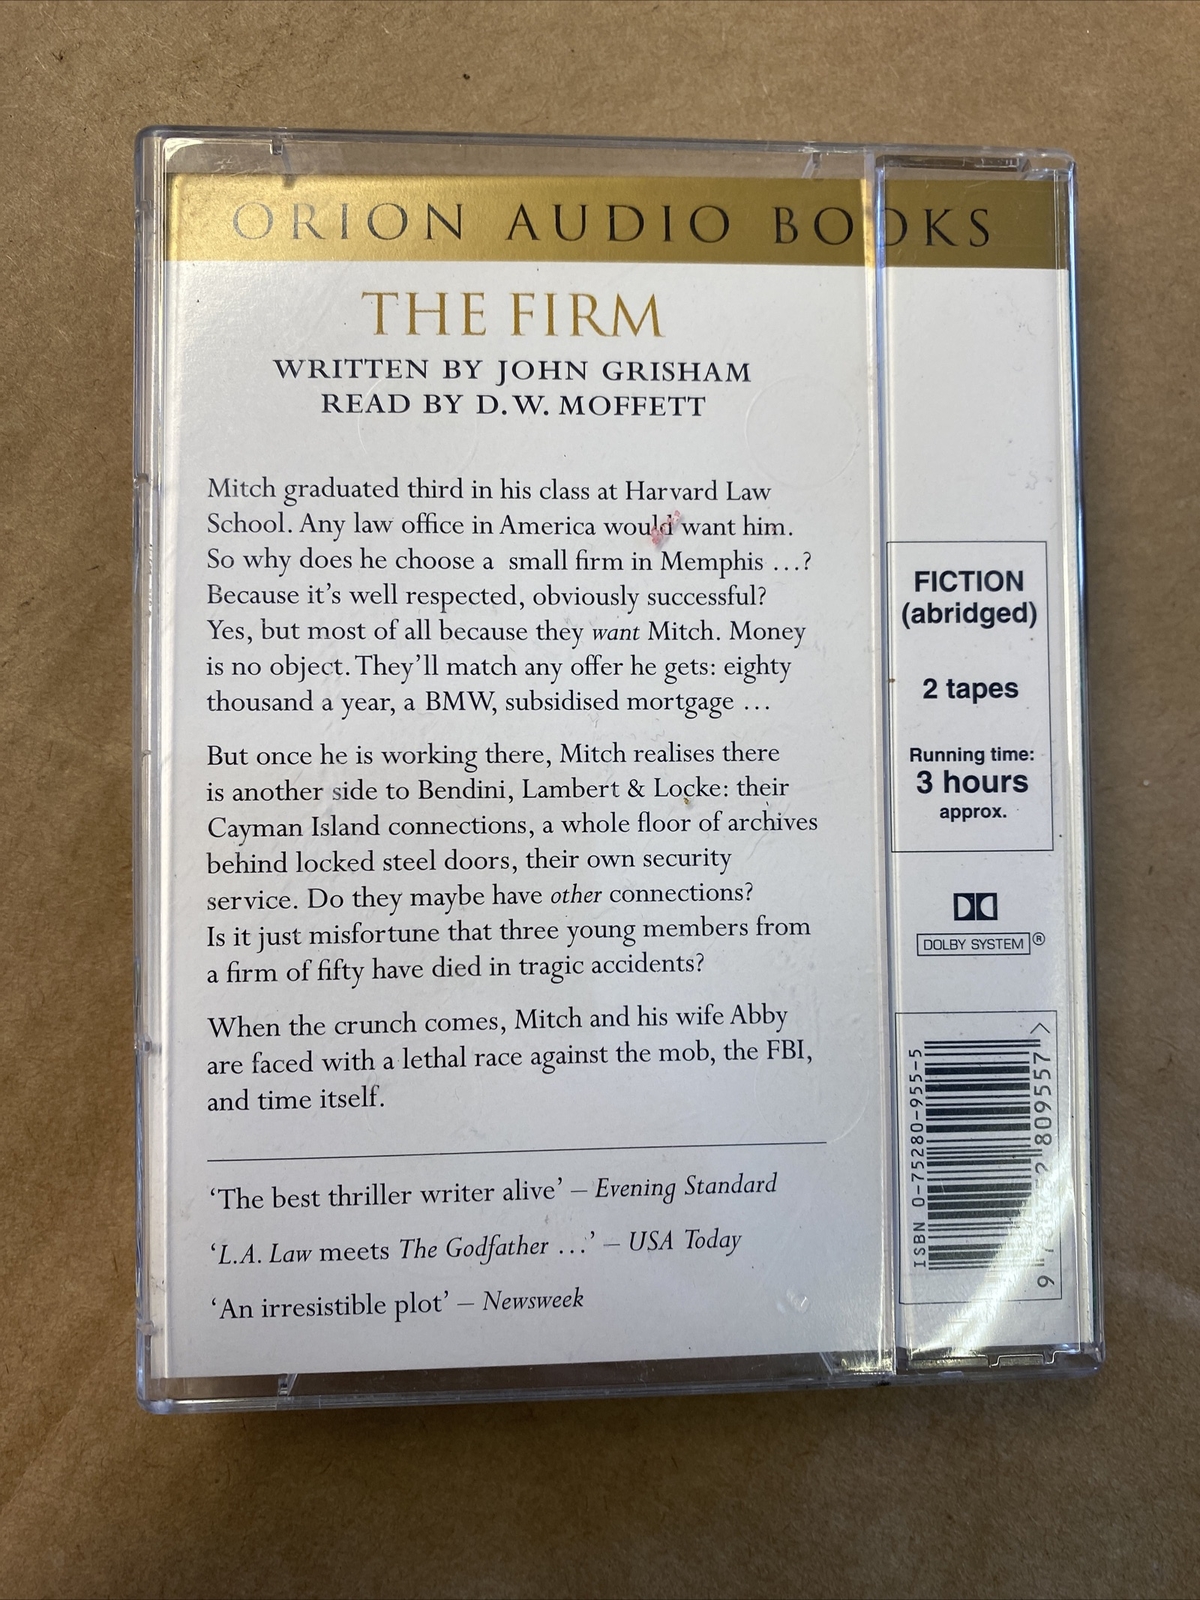 ORION AUDIO BOOKS
THE FIRM
WRITTEN BY JOHN GRISHAM
READ BY D.W. MOFFETT
Mitch graduated third in his class at Harvard Law
School. Any law office in America would want him.
So why does he choose a small firm in Memphis ...?
Because it's well respected, obviously successful?
Yes, but most of all because they want Mitch. Money
is no object. They'll match any offer he gets: eighty
thousand a year, a BMW, subsidised mortgage ...
But once he is working there, Mitch realises there
is another side to Bendini, Lambert & Locke: their
Cayman Island connections, a whole floor of archives
behind locked steel doors, their own security
service. Do they maybe have other connections?
Is it just misfortune that three young members from
a firm of fifty have died in tragic accidents?
When the crunch comes, Mitch and his wife Abby
are faced with a lethal race against the mob, the FBI,
and time itself.
‘The best thriller writer alive’ – Evening Standard
‘L.A. Law meets The Godfather ...’ – USA Today
‘An irresistible plot’ – Newsweek
FICTION
(abridged)
2 tapes
Running time:
3 hours
approx.
DOLBY SYSTEM®
ISBN 0-75280-955-5